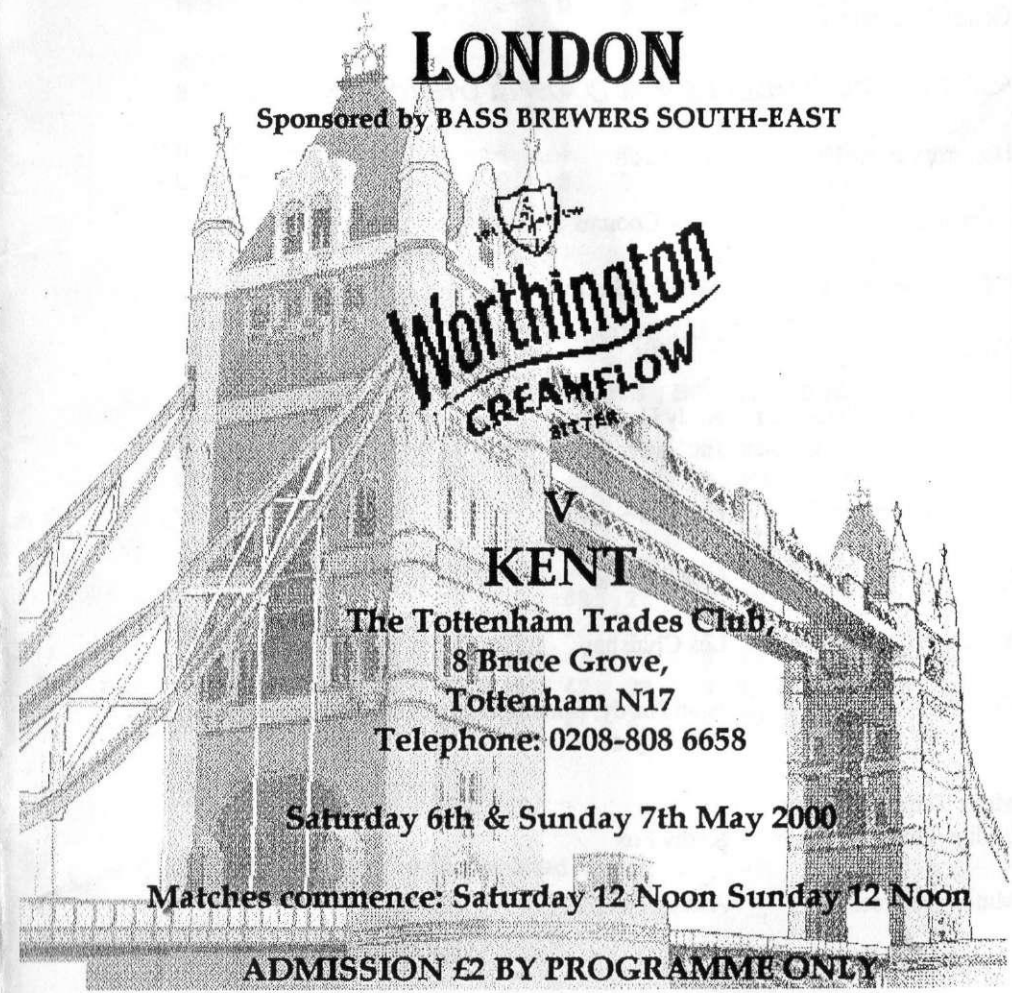 LONDON
Sponsored by BASS BREWERS SOUTH-EAST
Worthington
CREAMFLOW
BITTER
V
KENT
The Tottenham Trades Club,
8 Bruce Grove,
Tottenham N17
Telephone: 0208-808 6658
Saturday 6th & Sunday 7th May 2000
Matches commence: Saturday 12 Noon Sunday 12 Noon
ADMISSION £2 BY PROGRAMME ONLY